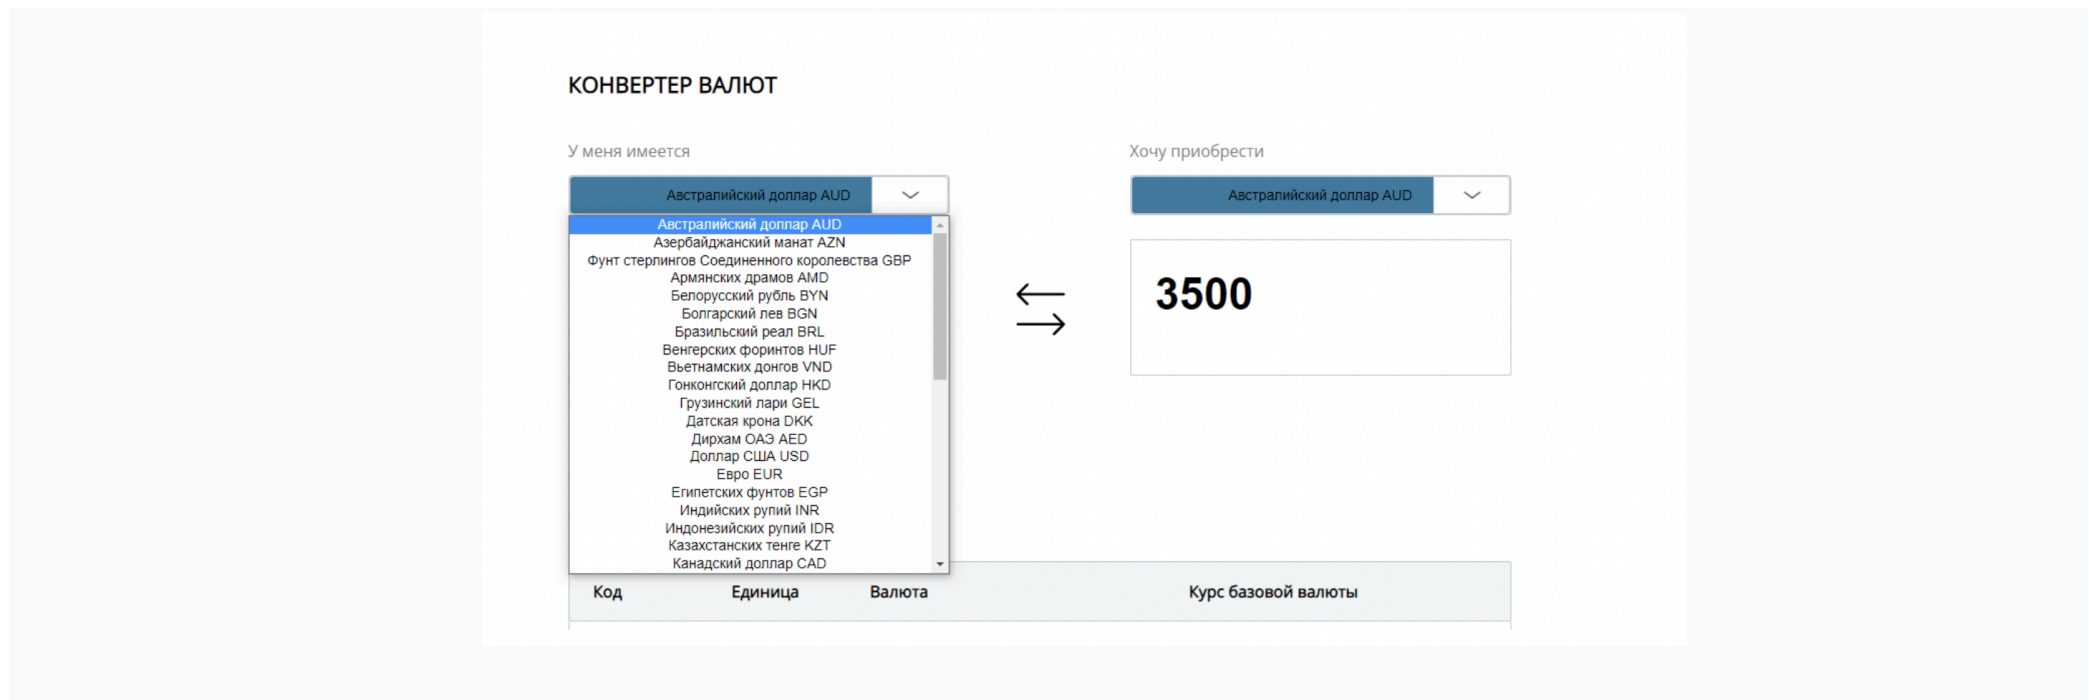 КОНВЕРТЕР ВАЛЮТ
У меня имеется
Хочу приобрести
Австралийский доллар AUD
Австралийский доллар AUD
Австралийский доллар AUD
Азербайджанский манат AZN
Фунт стерлингов Соединенного королевства GBP
Армянских драмов AMD
Белорусский рубль BYN
Болгарский лев BGN
Бразильский реал BRL
Венгерских форинтов HUF
Вьетнамских донгов VND
Гонконгский доллар HKD
Грузинский лари GEL
Датская крона DKK
Дирхам ОАЭ AED
Доллар США USD
Евро EUR
Египетских фунтов EGP
Индийских рупий INR
Индонезийских рупий IDR
Казахстанских тенге KZT
Канадский доллар CAD
3500
Код Единица Валюта Курс базовой валюты